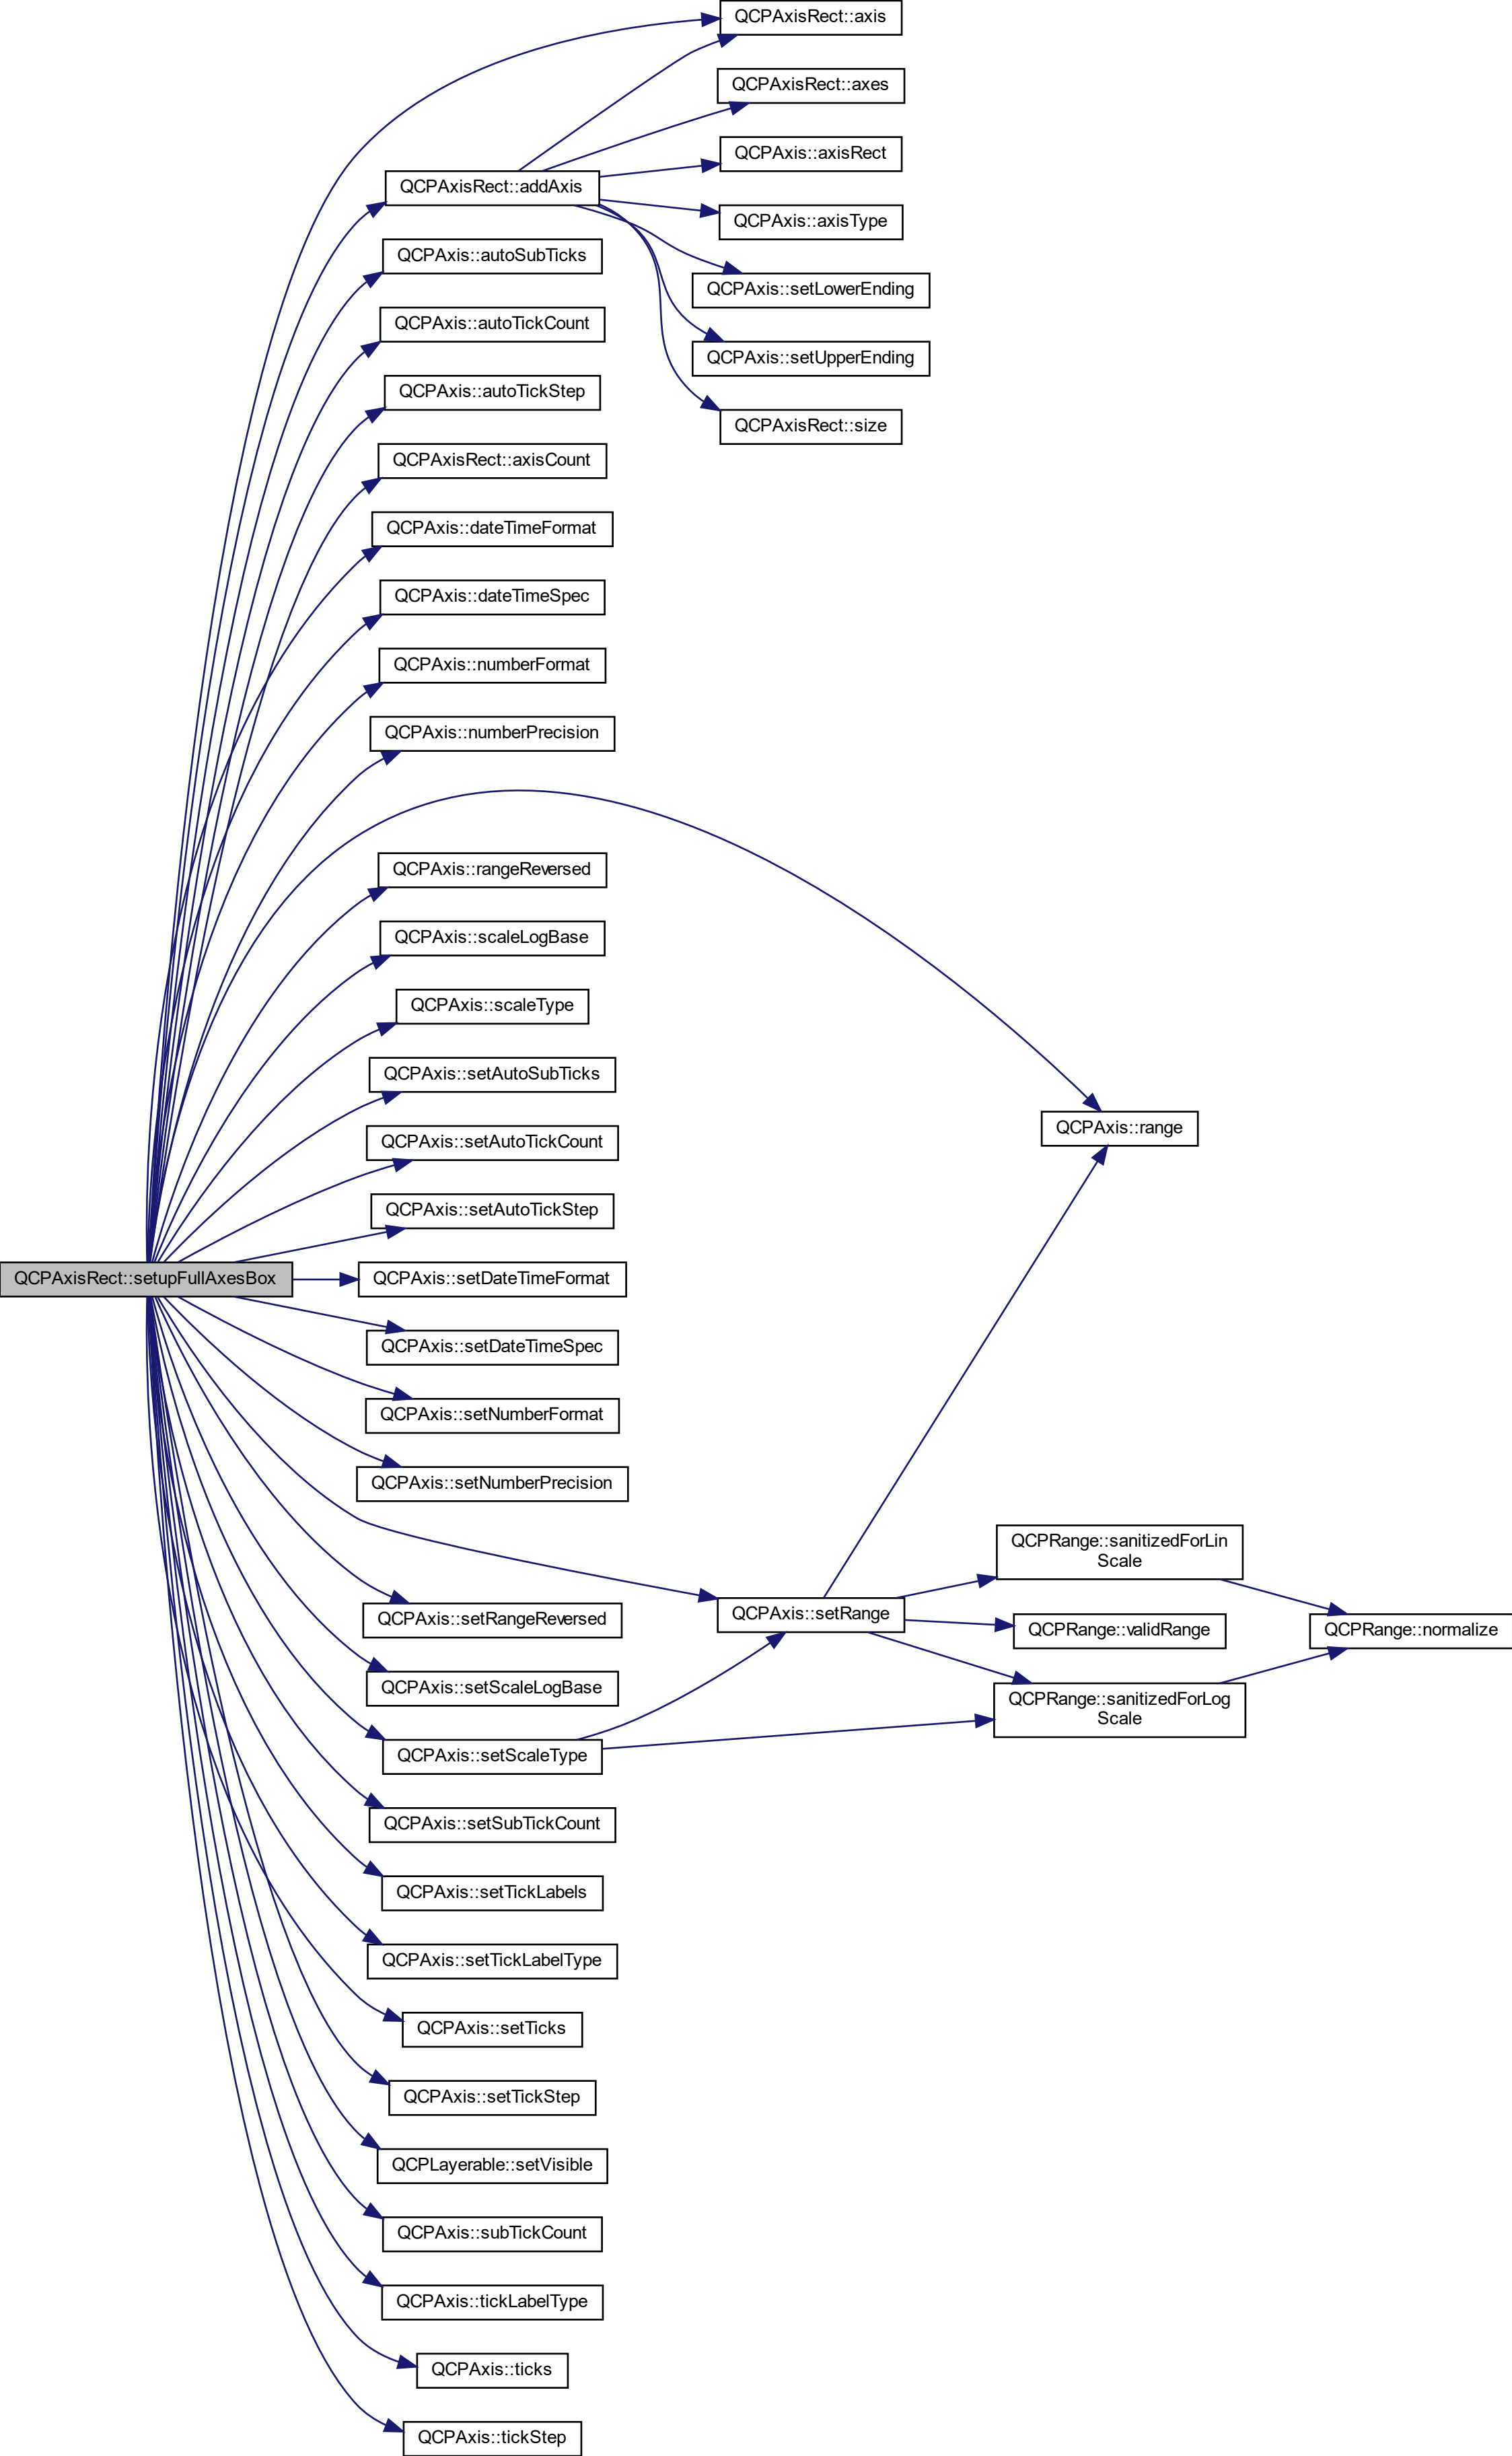 QCPAxisRect::axis
QCPAxisRect::axes
QCPAxis::axisRect
QCPAxisRect::addAxis
QCPAxis::axisType
QCPAxis::autoSubTicks
QCPAxis::setLowerEnding
QCPAxis::autoTickCount
QCPAxis::setUpperEnding
QCPAxis::autoTickStep
QCPAxisRect::size
QCPAxisRect::axisCount
QCPAxis::dateTimeFormat
QCPAxis::dateTimeSpec
QCPAxis::numberFormat
QCPAxis::numberPrecision
QCPAxis::rangeReversed
QCPAxis::scaleLogBase
QCPAxis::scaleType
QCPAxis::setAutoSubTicks
QCPAxis::range
QCPAxis::setAutoTickCount
QCPAxis::setAutoTickStep
QCPAxisRect::setupFullAxesBox
QCPAxis::setDateTimeFormat
QCPAxis::setDateTimeSpec
QCPAxis::setNumberFormat
QCPAxis::setNumberPrecision
QCPRange::sanitizedForLin
Scale
QCPAxis::setRangeReversed
QCPAxis::setRange
QCPRange::validRange
QCPRange::normalize
QCPAxis::setScaleLogBase
QCPRange::sanitizedForLog
Scale
QCPAxis::setScaleType
QCPAxis::setSubTickCount
QCPAxis::setTickLabels
QCPAxis::setTickLabelType
QCPAxis::setTicks
QCPAxis::setTickStep
QCPLayerable::setVisible
QCPAxis::subTickCount
QCPAxis::tickLabelType
QCPAxis::ticks
QCPAxis::tickStep